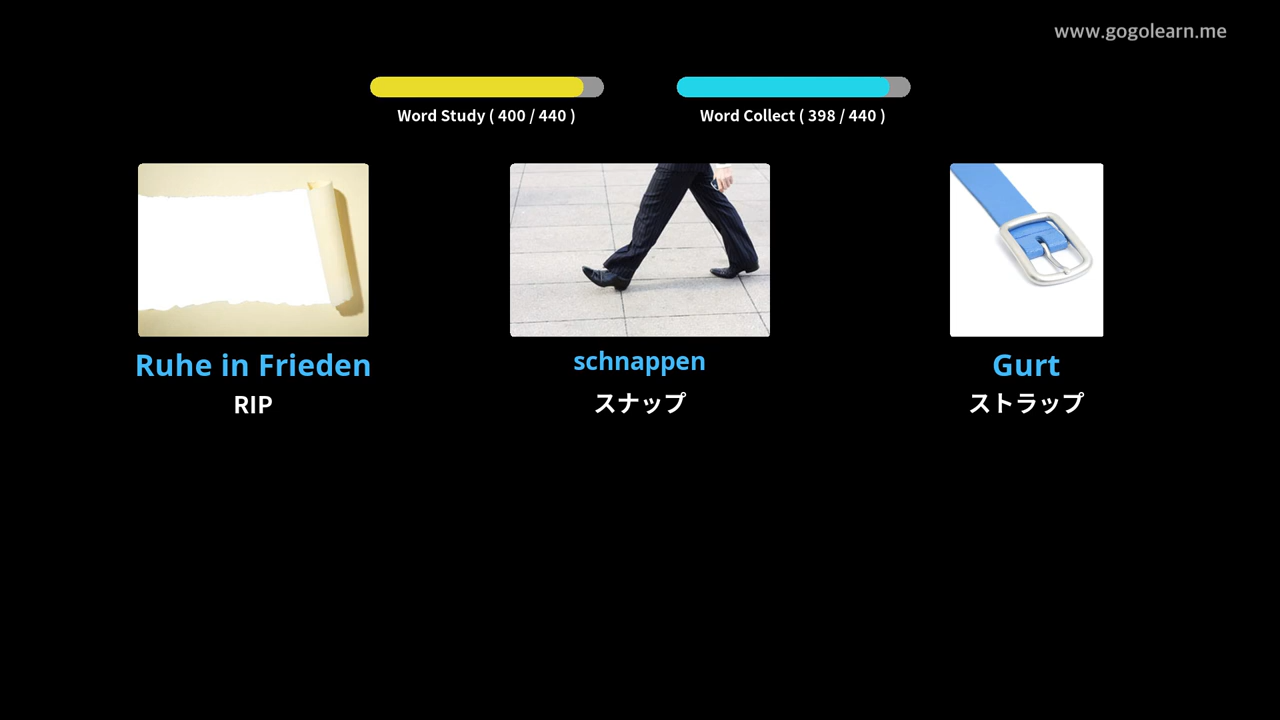 www.gogolearn.me
Word Study ( 400 / 440 )
Word Collect ( 398 / 440 )
Ruhe in Frieden
RIP
schnappen
スナップ
Gurt
ストラップ